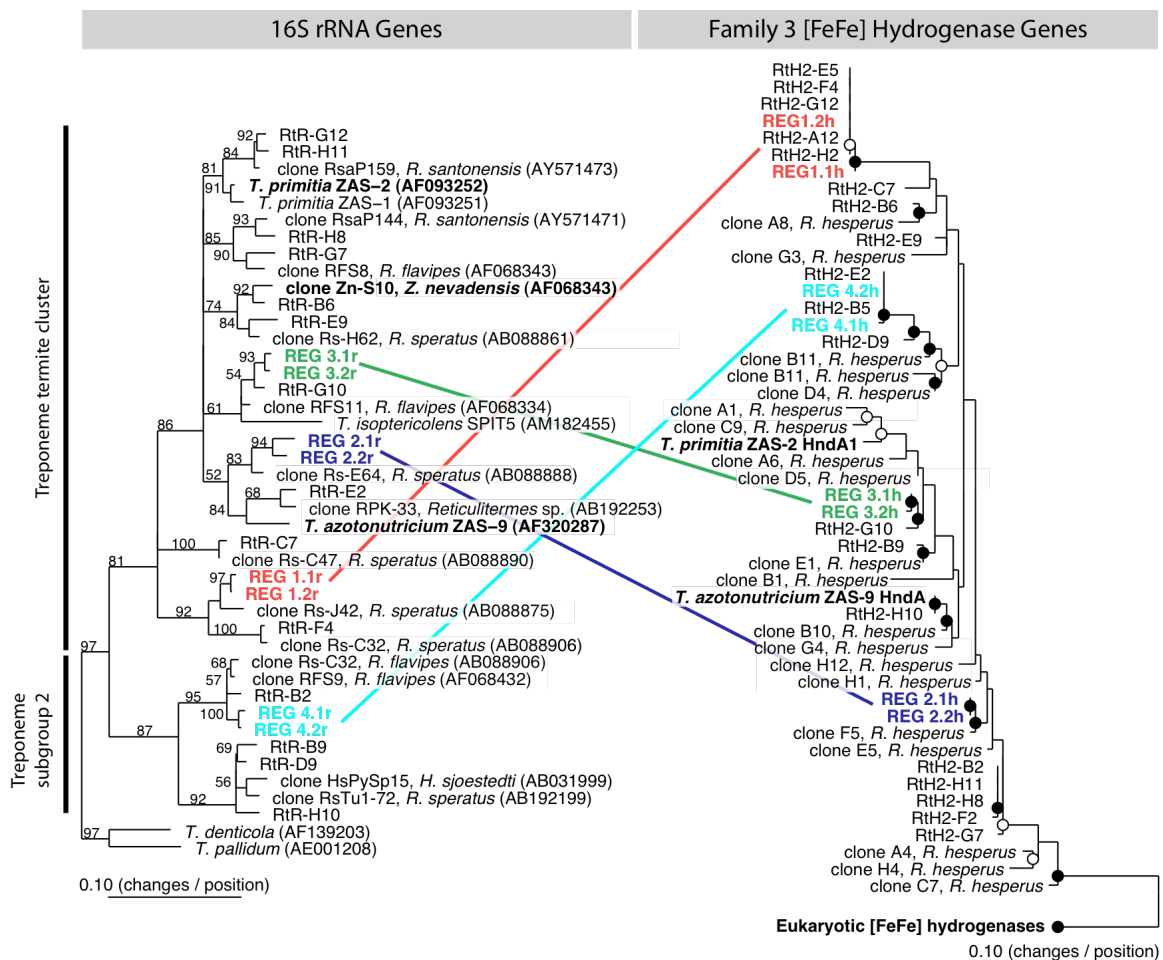 16S rRNA Genes
Family 3 [FeFe] Hydrogenase Genes
Treponeme termite cluster
Treponeme
subgroup 2
92
RtR-G12
84
RtR-H11
81
clone RsaP159, R. santonensis (AY571473)
91
T. primitia ZAS–2 (AF093252)
T. primitia ZAS–1 (AF093251)
93
clone RsaP144, R. santonensis (AY571471)
85
RtR-H8
90
RtR-G7
clone RFS8, R. flavipes (AF068343)
92
clone Zn-S10, Z. nevadensis (AF068343)
74
RtR-B6
84
RtR-E9
clone Rs-H62, R. speratus (AB088861)
93
REG 3.1r
54
REG 3.2r
RtR-G10
61
clone RFS11, R. flavipes (AF068334)
86
T. isoptericolens SPIT5 (AM182455)
94
REG 2.1r
83
REG 2.2r
52
clone Rs-E64, R. speratus (AB088888)
68
RtR-E2
84
clone RPK-33, Reticulitermes sp. (AB192253)
T. azotonutricium ZAS–9 (AF320287)
100
RtR-C7
81
clone Rs-C47, R. speratus (AB088890)
97
REG 1.1r
REG 1.2r
92
clone Rs-J42, R. speratus (AB088875)
100
RtR-F4
97
clone Rs-C32, R. speratus (AB088906)
68
clone Rs-C32, R. flavipes (AB088906)
57
clone RFS9, R. flavipes (AF068432)
95
RtR-B2
100
REG 4.1r
87
REG 4.2r
69
RtR-B9
RtR-D9
56
clone HsPySp15, H. sjoestedti (AB031999)
92
clone RsTu1-72, R. speratus (AB192199)
RtR-H10
97
T. denticola (AF139203)
T. pallidum (AE001208)
0.10 (changes / position)
RtH2-E5
RtH2-F4
RtH2-G12
REG1.2h
RtH2-A12
RtH2-H2
REG1.1h
RtH2-C7
RtH2-B6
clone A8, R. hesperus
RtH2-E9
clone G3, R. hesperus
RtH2-E2
REG 4.2h
RtH2-B5
REG 4.1h
RtH2-D9
clone B11, R. hesperus
clone B11, R. hesperus
clone D4, R. hesperus
clone A1, R. hesperus
clone C9, R. hesperus
T. primitia ZAS-2 HndA1
clone A6, R. hesperus
clone D5, R. hesperus
REG 3.1h
REG 3.2h
RtH2-G10
RtH2-B9
clone E1, R. hesperus
clone B1, R. hesperus
T. azotonutricium ZAS-9 HndA
RtH2-H10
clone B10, R. hesperus
clone G4, R. hesperus
clone H12, R. hesperus
clone H1, R. hesperus
REG 2.1h
REG 2.2h
clone F5, R. hesperus
clone E5, R. hesperus
RtH2-B2
RtH2-H11
RtH2-H8
RtH2-F2
RtH2-G7
clone A4, R. hesperus
clone H4, R. hesperus
clone C7, R. hesperus
Eukaryotic [FeFe] hydrogenases
0.10 (changes / position)